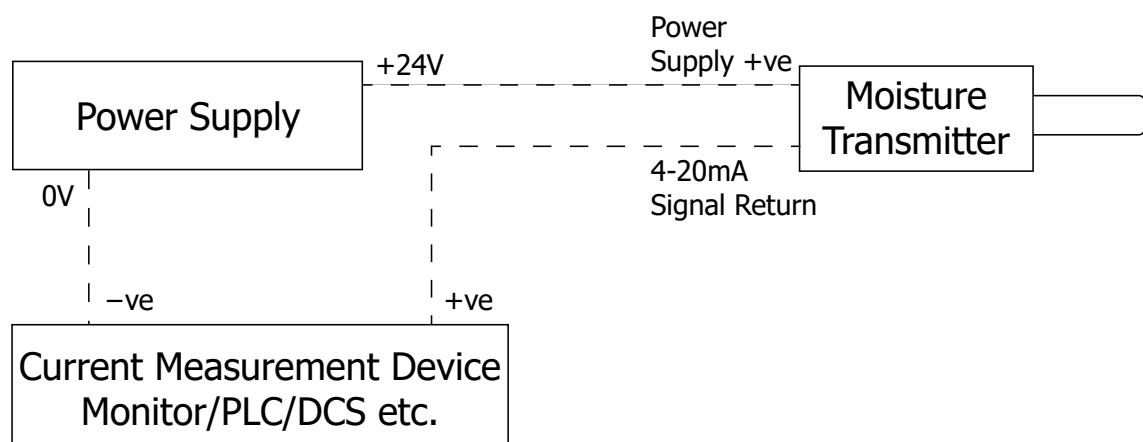 Power
Supply +ve
+24V
Power Supply
Moisture
Transmitter
0V
4-20mA
Signal Return
−ve
+ve
Current Measurement Device
Monitor/PLC/DCS etc.